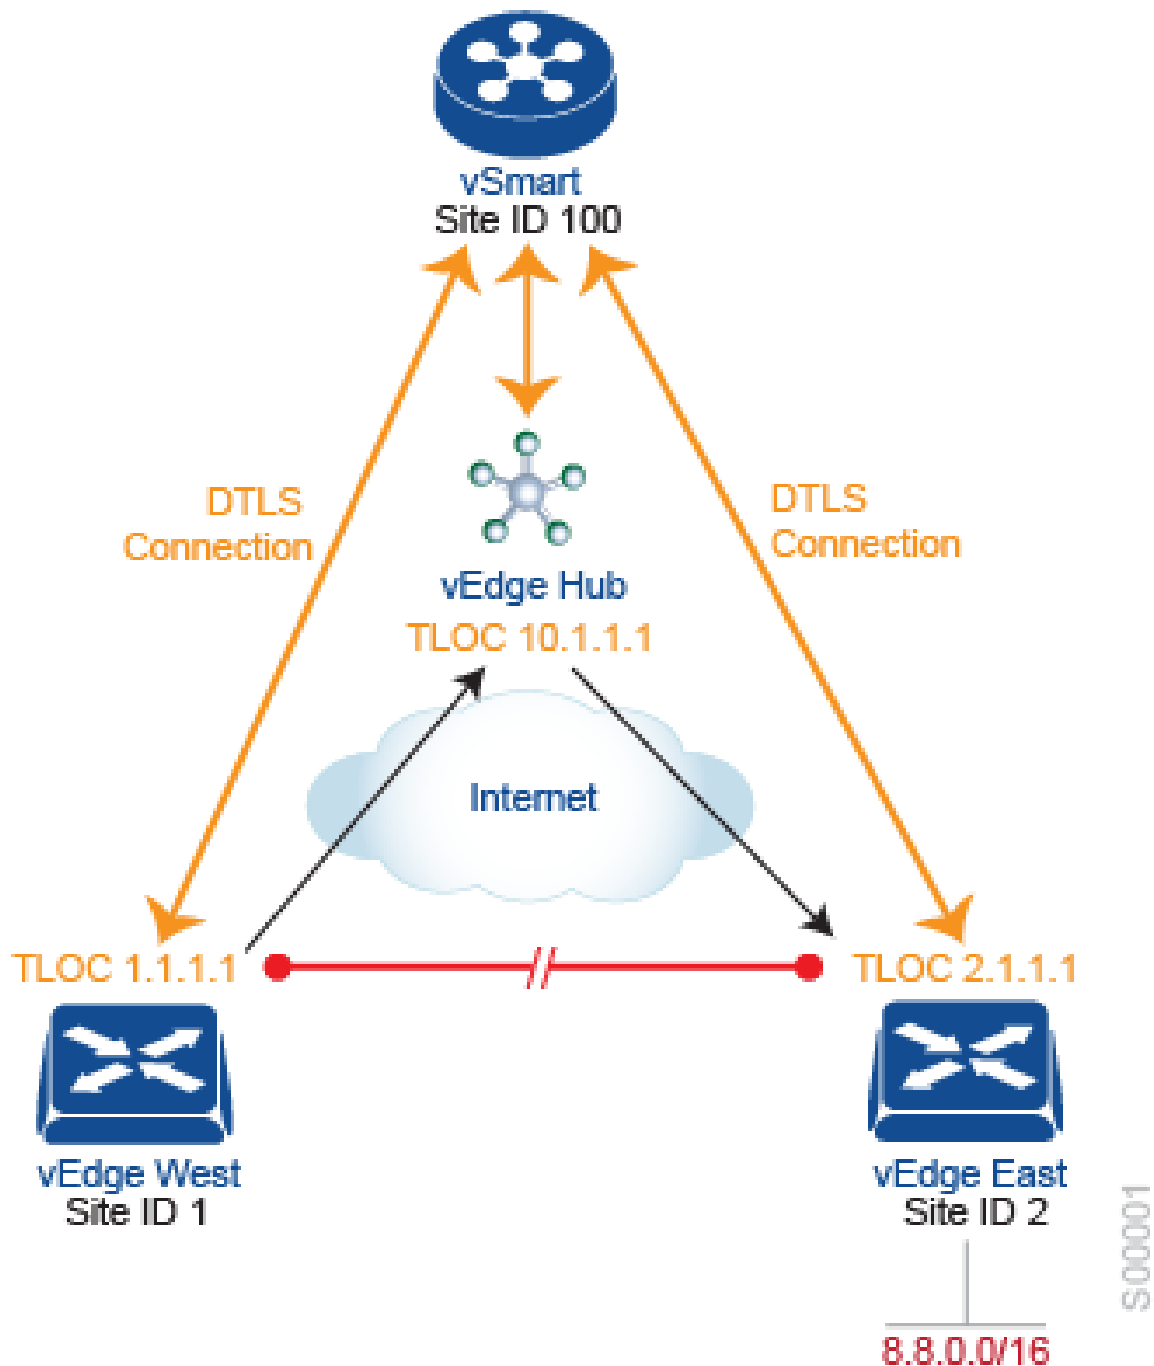 vSmart
Site ID 100
DTLS
Connection
DTLS
Connection
vEdge Hub
TLOC 10.1.1.1
Internet
TLOC 1.1.1.1
TLOC 2.1.1.1
vEdge West
Site ID 1
vEdge East
Site ID 2
8.8.0.0/16
S00001